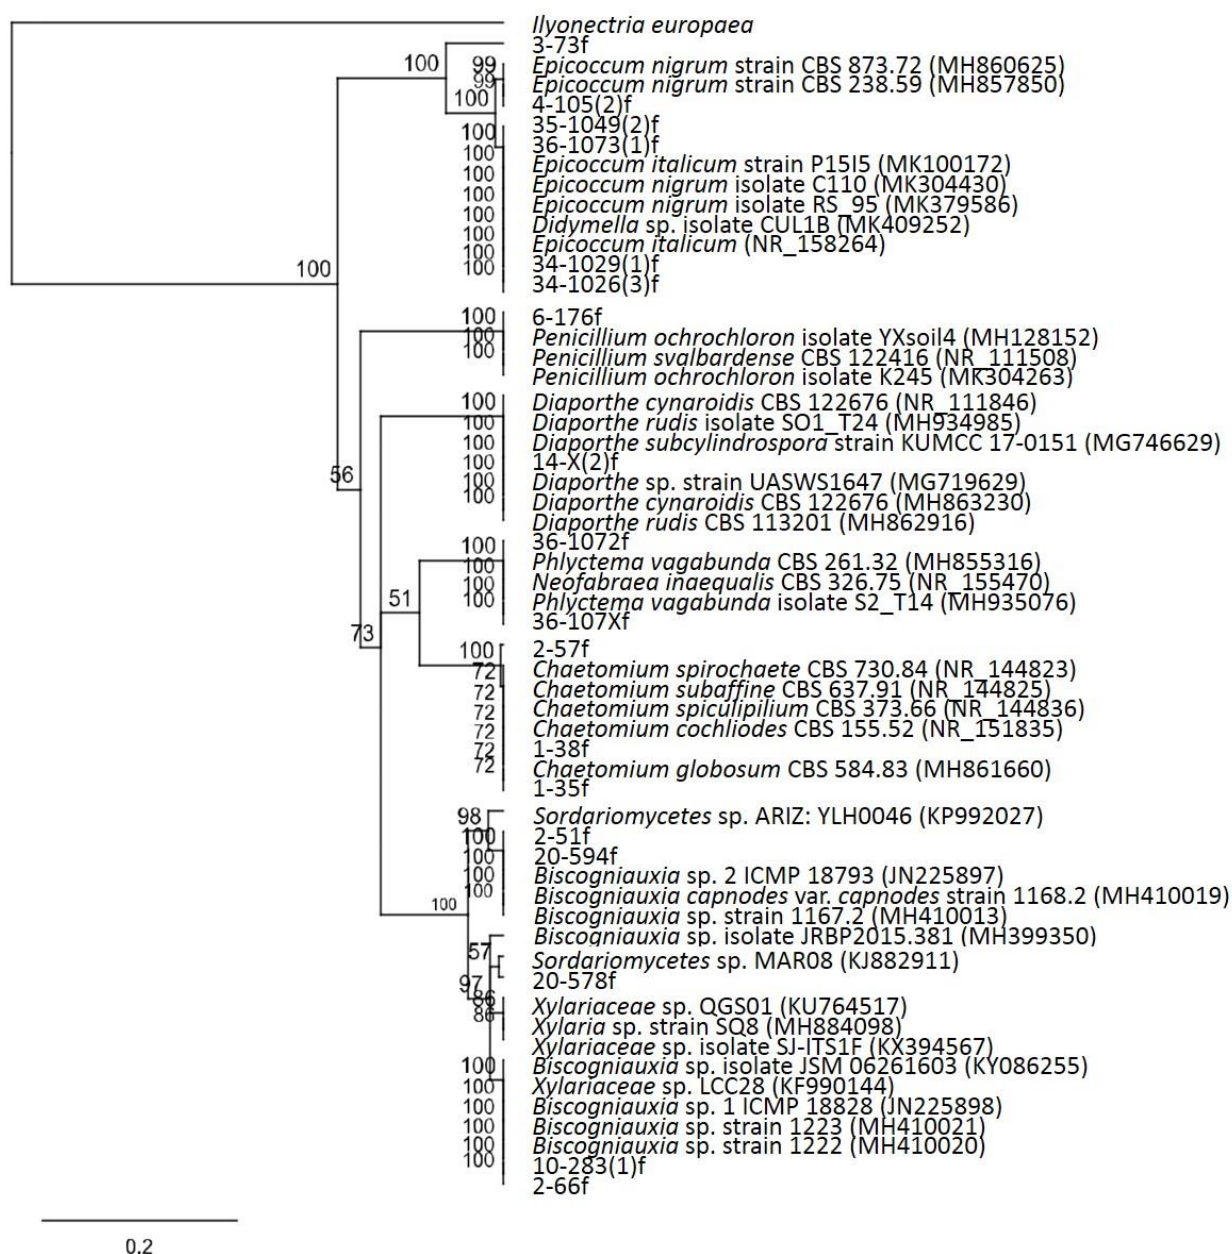 Ilyonectria europaea
3-73f
100
99
Epicoccum nigrum strain CBS 873.72 (MH860625)
99
Epicoccum nigrum strain CBS 238.59 (MH857850)
100
4-105(2)f
35-1049(2)f
100
36-1073(1)f
100
Epicoccum italicum strain P15I5 (MK100172)
100
Epicoccum nigrum isolate C110 (MK304430)
100
Epicoccum nigrum isolate RS_95 (MK379586)
100
Didymella sp. isolate CUL1B (MK409252)
100
Epicoccum italicum (NR_158264)
100
34-1029(1)f
100
100
34-1026(3)f
100
6-176f
100
Penicillium ochrochloron isolate YXsoil4 (MH128152)
100
Penicillium svalbardense CBS 122416 (NR_111508)
Penicillium ochrochloron isolate K245 (MK304263)
100
Diaporthe cynaroidis CBS 122676 (NR_111846)
100
Diaporthe rudis isolate SO1_T24 (MH934985)
100
Diaporthe subcylindrospora strain KUMCC 17-0151 (MG746629)
100
14-X(2)f
56
100
Diaporthe sp. strain UASWS1647 (MG719629)
100
Diaporthe cynaroidis CBS 122676 (MH863230)
Diaporthe rudis CBS 113201 (MH862916)
100
36-1072f
100
Phlyctema vagabunda CBS 261.32 (MH855316)
100
Neofabraea inaequalis CBS 326.75 (NR_155470)
51
100
Phlyctema vagabunda isolate S2_T14 (MH935076)
36-107Xf
73
100
2-57f
72
Chaetomium spirochaete CBS 730.84 (NR_144823)
72
Chaetomium subaffine CBS 637.91 (NR_144825)
72
Chaetomium spiculipilium CBS 373.66 (NR_144836)
72
Chaetomium cochliodes CBS 155.52 (NR_151835)
72
1-38f
72
Chaetomium globosum CBS 584.83 (MH861660)
1-35f
98
Sordariomycetes sp. ARIZ: YLH0046 (KP992027)
100
2-51f
100
20-594f
100
Biscogniauxia sp. 2 ICMP 18793 (JN225897)
100
Biscogniauxia capnodes var. capnodes strain 1168.2 (MH410019)
100
Biscogniauxia sp. strain 1167.2 (MH410013)
Biscogniauxia sp. isolate JRBP2015.381 (MH399350)
57
Sordariomycetes sp. MAR08 (KJ882911)
97
20-578f
86
Xylariaceae sp. QGS01 (KU764517)
86
Xylaria sp. strain SQ8 (MH884098)
Xylariaceae sp. isolate SJ-ITS1F (KX394567)
100
Biscogniauxia sp. isolate JSM 06261603 (KY086255)
100
Xylariaceae sp. LCC28 (KF990144)
100
Biscogniauxia sp. 1 ICMP 18828 (JN225898)
100
Biscogniauxia sp. strain 1223 (MH410021)
100
Biscogniauxia sp. strain 1222 (MH410020)
100
10-283(1)f
2-66f
0.2